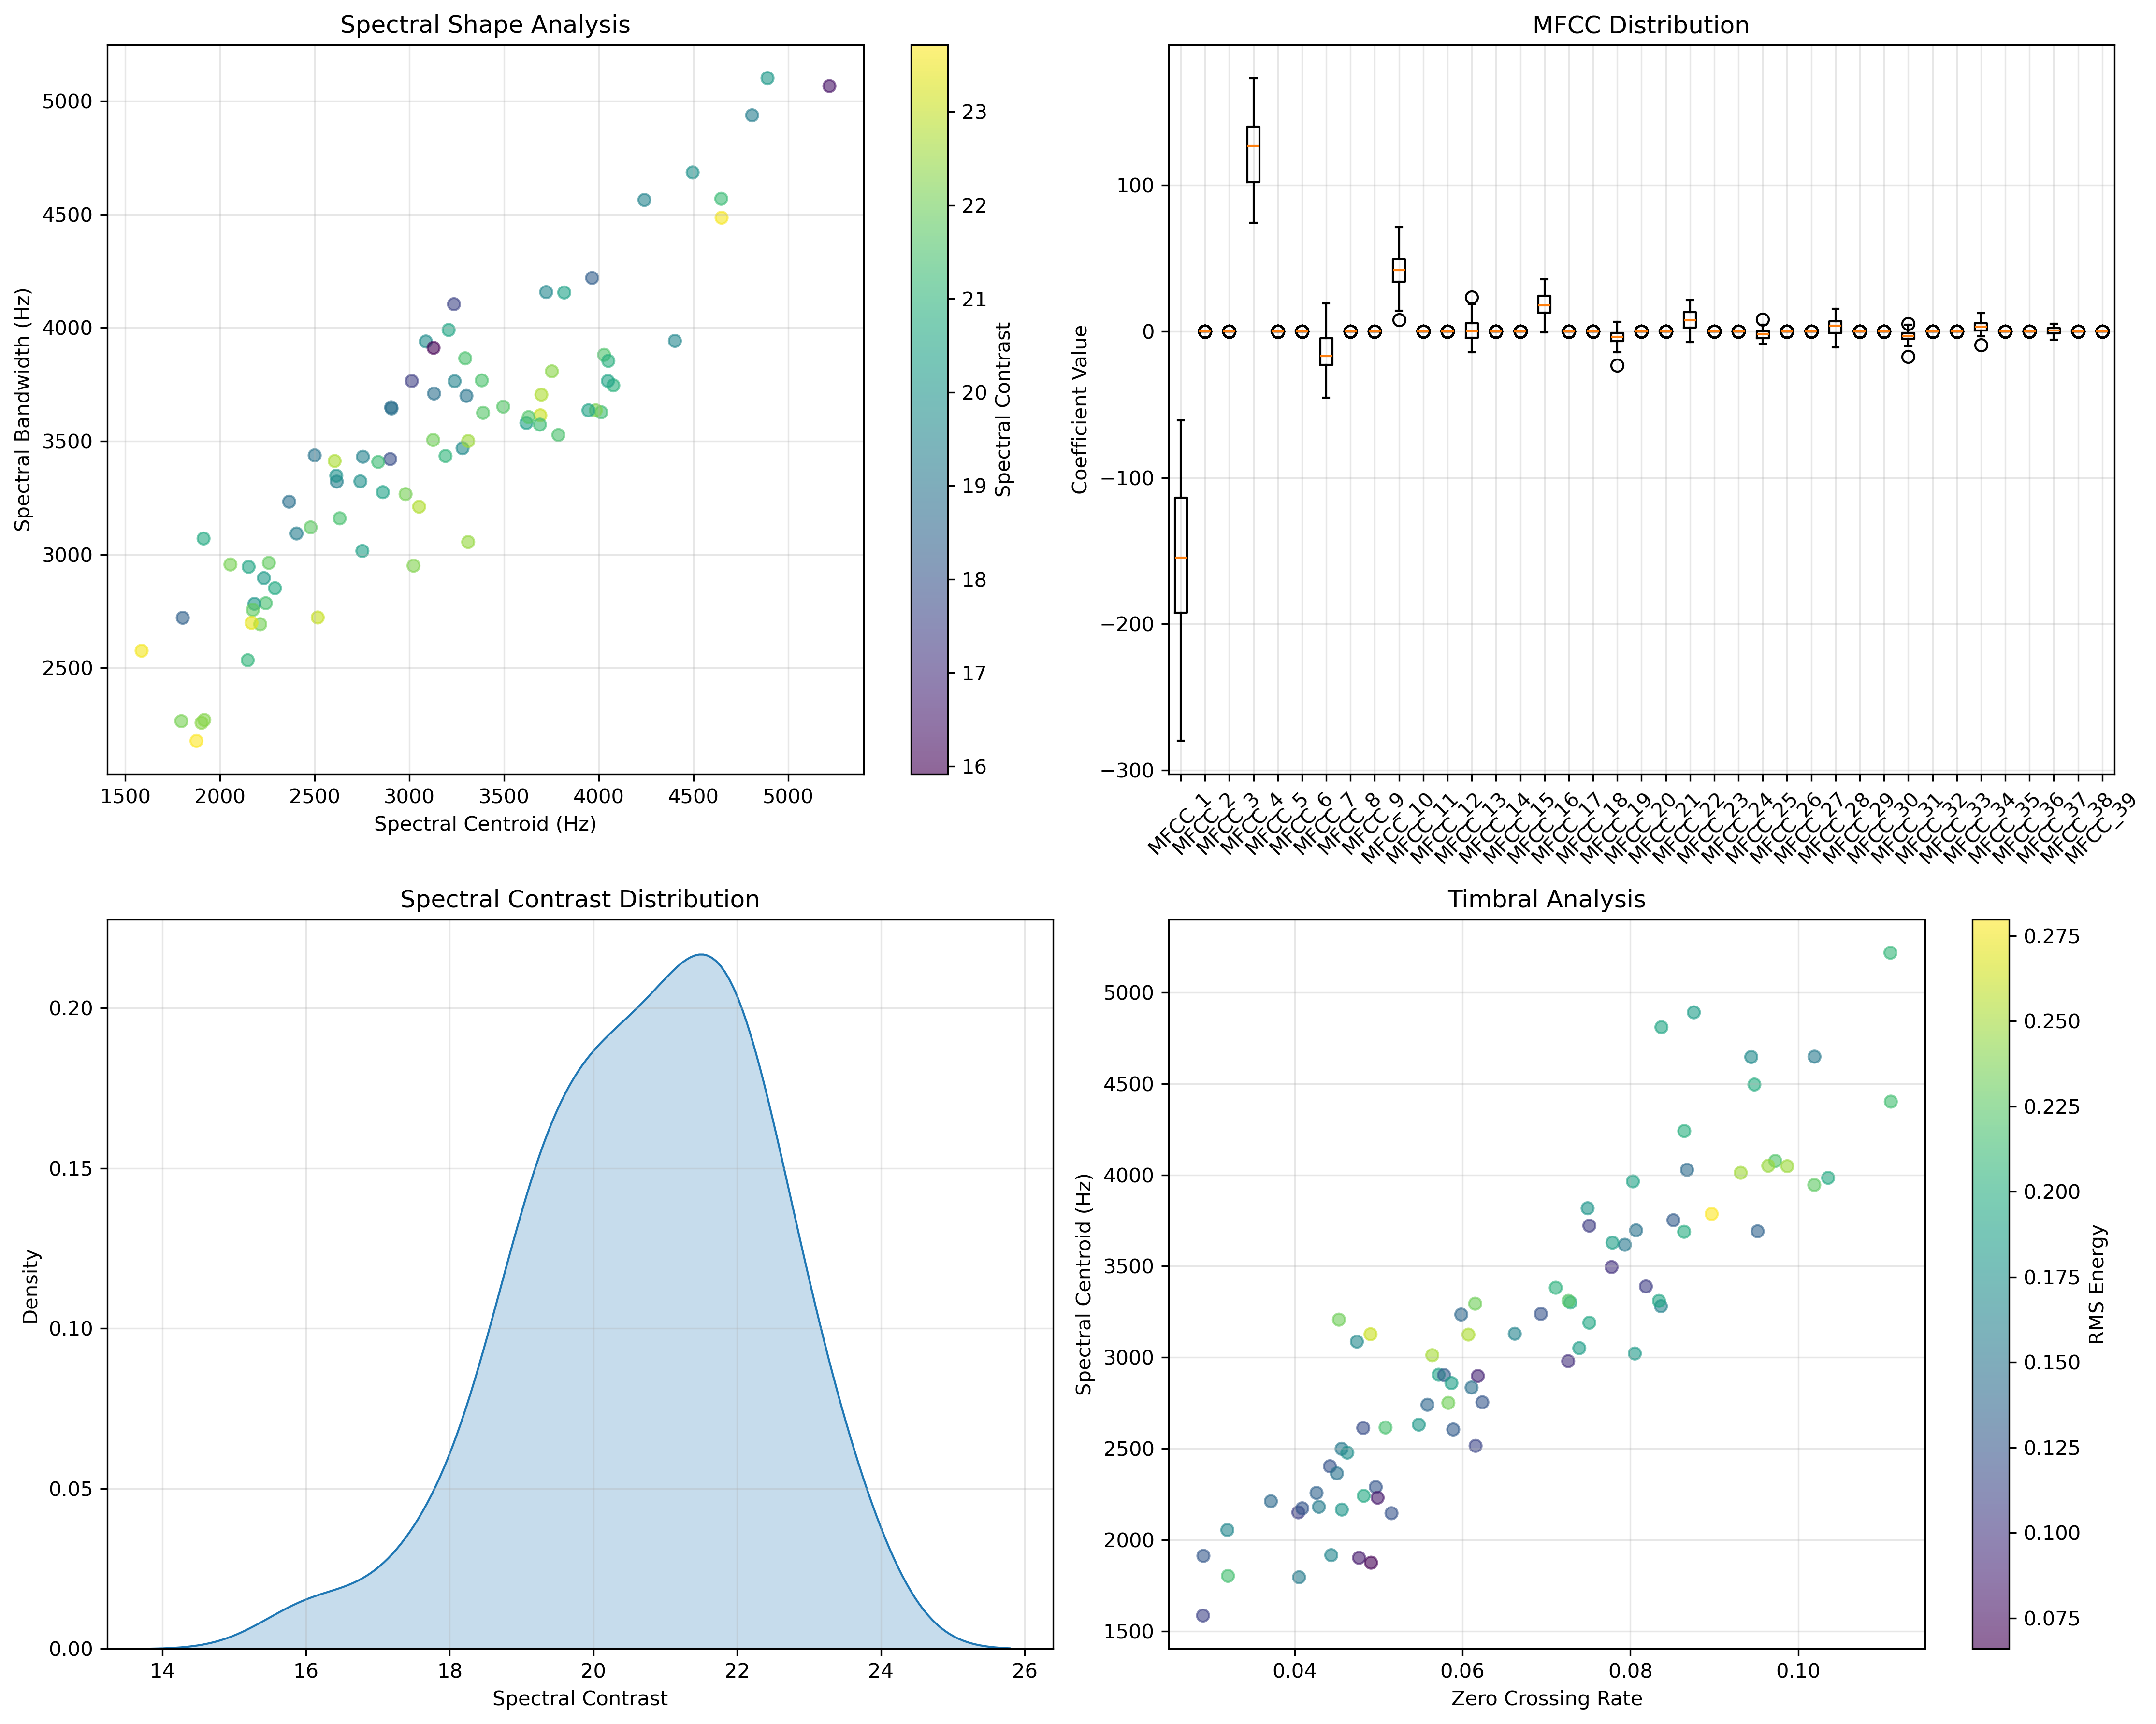 Spectral Shape Analysis
5000
4500
4000
3500
3000
2500
Spectral Bandwidth (Hz)
1500 2000 2500 3000 3500 4000 4500 5000
Spectral Centroid (Hz)
23
22
21
20
19
18
17
16
Spectral Contrast
MFCC Distribution
100
0
−100
−200
−300
Coefficient Value
MFCC_1
MFCC_2
MFCC_3
MFCC_4
MFCC_5
MFCC_6
MFCC_7
MFCC_8
MFCC_9
MFCC_10
MFCC_11
MFCC_12
MFCC_13
MFCC_14
MFCC_15
MFCC_16
MFCC_17
MFCC_18
MFCC_19
MFCC_20
MFCC_21
MFCC_22
MFCC_23
MFCC_24
MFCC_25
MFCC_26
MFCC_27
MFCC_28
MFCC_29
MFCC_30
MFCC_31
MFCC_32
MFCC_33
MFCC_34
MFCC_35
MFCC_36
MFCC_37
MFCC_38
MFCC_39
Spectral Contrast Distribution
0.20
0.15
0.10
0.05
0.00
Density
14 16 18 20 22 24 26
Spectral Contrast
Timbral Analysis
5000
4500
4000
3500
3000
2500
2000
1500
Spectral Centroid (Hz)
0.04 0.06 0.08 0.10
Zero Crossing Rate
0.275
0.250
0.225
0.200
0.175
0.150
0.125
0.100
0.075
RMS Energy